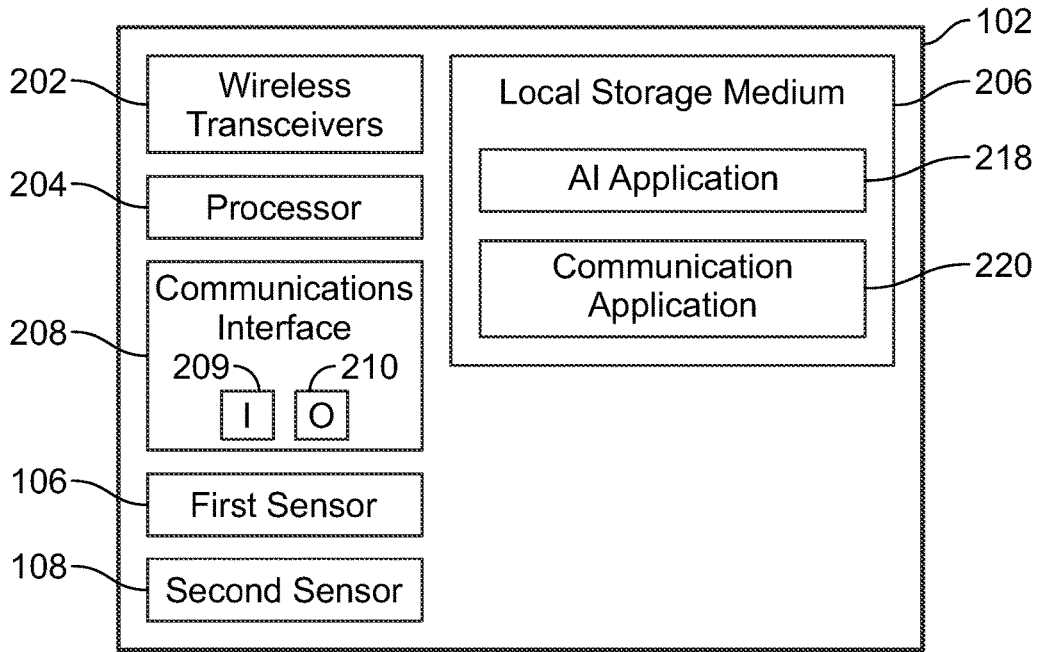 102
202
Wireless
Transceivers
204
Processor
208
Communications
Interface
209
210
I
O
106
First Sensor
108
Second Sensor
Local Storage Medium
206
AI Application
218
Communication
Application
220